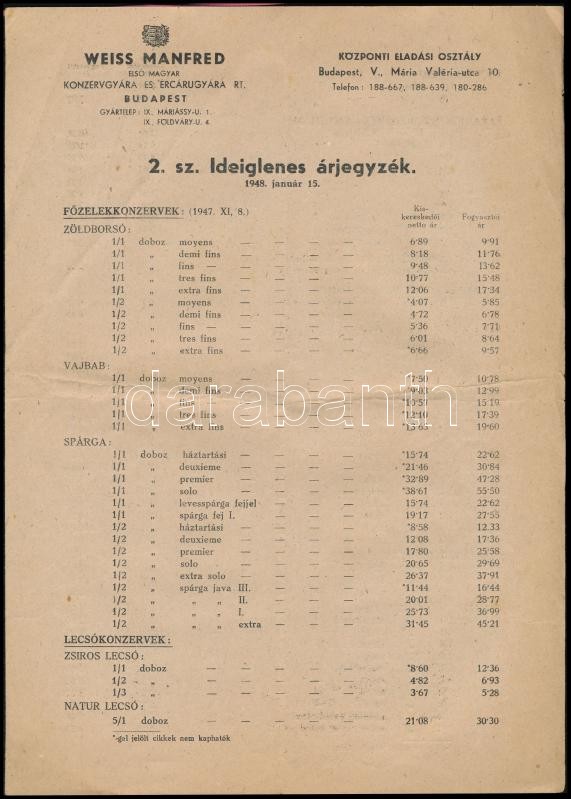 WEISS MANFRED
ELSŐ MAGYAR
KONZERVGYÁRA ÉS ÉRCÁRUGYÁRA RT.
BUDAPEST
GYÁRTELEP: IX., MÁRIÁSSY-U. 1.
IX., FÖLDVÁRY-U. 4.
KÖZPONTI ELADÁSI OSZTÁLY
Budapest, V., Mária Valéria-utca 10.
Telefon: 188-667, 188-639, 180-286
2. sz. Ideiglenes árjegyzék.
1948. január 15.
FŐZELEKKONZERVEK: (1947. XI, 8.)
Kis-
kereskedői
netto ár
Fogyasztói
ár
ZÖLDBORSÓ:
1/1 doboz moyens — — — — 6·89 9·91
1/1 „ demi fins — — — — 8·18 11·76
1/1 „ fins — — — — — 9·48 13·62
1/1 „ tres fins — — — — 10·77 15·48
1/1 „ extra fins — — — — 12·06 17·34
1/2 „ moyens — — — — *4·07 5·85
1/2 „ demi fins — — — — 4·72 6·78
1/2 „ fins — — — — — 5·36 7·71
1/2 „ tres fins — — — — 6·01 8·64
1/2 „ extra fins — — — — *6·66 9·57
VAJBAB:
1/1 doboz moyens — — — — *7·50 10·78
1/1 „ demi fins — — — — *9·03 12·99
1/1 „ fins — — — — *10·57 15·19
1/1 „ tres fins — — — — *12·10 17·39
1/1 „ extra fins — — — — *13·63 19·60
darabanth
SPÁRGA:
1/1 doboz háztartási — — — — *15·74 22·62
1/1 „ deuxieme — — — — *21·46 30·84
1/1 „ premier — — — — *32·89 47·28
1/1 „ solo — — — — *38·61 55·50
1/1 „ levesspárga fejjel — — — 15·74 22·62
1/1 „ spárga fej I. — — — — 19·17 27·55
1/2 „ háztartási — — — — *8·58 12.33
1/2 „ deuxieme — — — — 12·08 17·36
1/2 „ premier — — — — 17·80 25·58
1/2 „ solo — — — — 20·65 29·69
1/2 „ extra solo — — — — 26·37 37·91
1/2 „ spárga java III. — — — *11·44 16·44
1/2 „ „ „ II. — — — 20·01 28·77
1/2 „ „ „ I. — — — 25·73 36·99
1/2 „ „ „ extra — — — 31·45 45·21
LECSÓKONZERVEK:
ZSIROS LECSÓ:
1/1 doboz — — — — — *8·60 12·36
1/2 „ — — — — — 4·82 6·93
1/3 „ — — — — — 3·67 5·28
NATUR LECSÓ:
5/1 doboz — — — — — 21·08 30·30
*-gal jelölt cikkek nem kaphatók